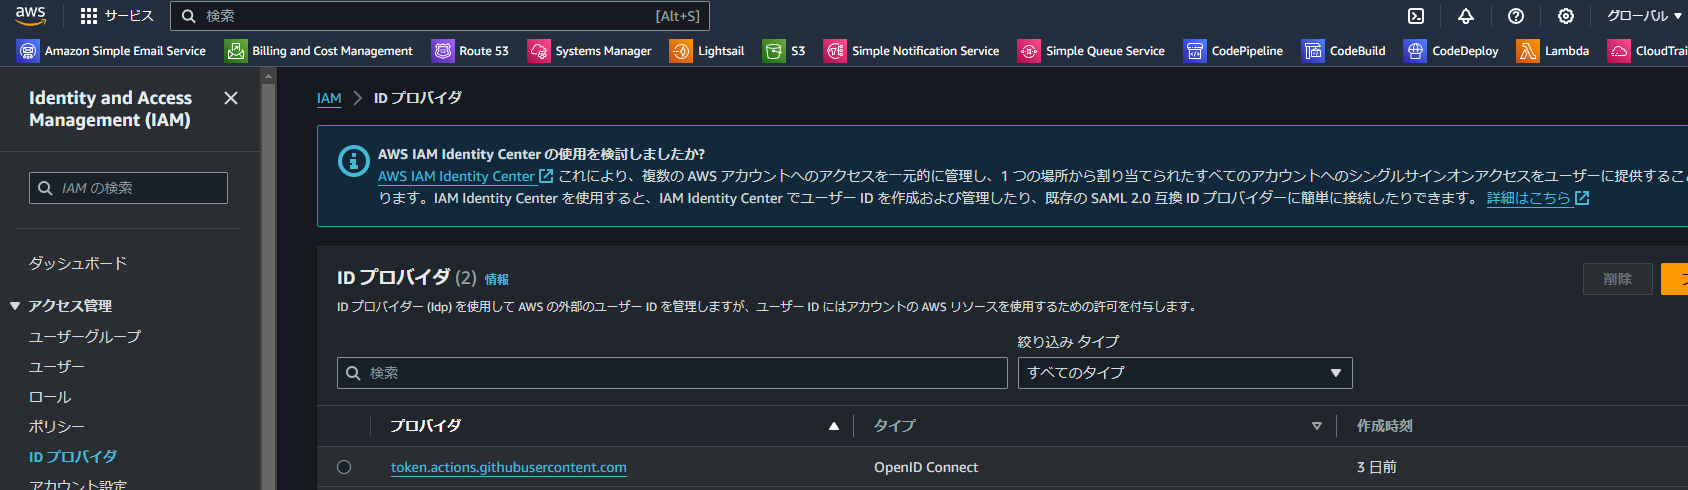 aws サービス 検索 [Alt+S] グローバル
Amazon Simple Email Service Billing and Cost Management Route 53 Systems Manager Lightsail S3 Simple Notification Service Simple Queue Service CodePipeline CodeBuild CodeDeploy Lambda CloudTrai
Identity and Access
Management (IAM)
IAM の検索
ダッシュボード
アクセス管理
ユーザーグループ
ユーザー
ロール
ポリシー
ID プロバイダ
アカウント設定
IAM > ID プロバイダ
AWS IAM Identity Center の使用を検討しましたか?
AWS IAM Identity Center これにより、複数の AWS アカウントへのアクセスを一元的に管理し、1 つの場所から割り当てられたすべてのアカウントへのシングルサインオンアクセスをユーザーに提供するこ
ります。IAM Identity Center を使用すると、IAM Identity Center でユーザー ID を作成および管理したり、既存の SAML 2.0 互換 ID プロバイダーに簡単に接続したりできます。 詳細はこちら
ID プロバイダ (2) 情報
削除
ID プロバイダー (Idp) を使用して AWS の外部のユーザー ID を管理しますが、ユーザー ID にはアカウントの AWS リソースを使用するための許可を付与します。
絞り込み タイプ
検索 すべてのタイプ
プロバイダ タイプ 作成時刻
token.actions.githubusercontent.com OpenID Connect 3 日前